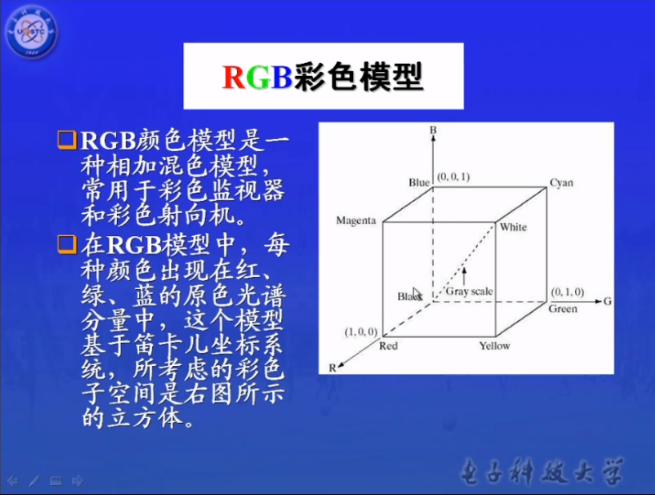 RGB彩色模型
RGB颜色模型是一
种相加混色模型，
常用于彩色监视器
和彩色射向机。
在RGB模型中，每
种颜色出现在红、
绿、蓝的原色光谱
分量中，这个模型
基于笛卡儿坐标系
统，所考虑的彩色
子空间是右图所示
的立方体。
B
Blue (0, 0, 1)
Cyan
Magenta
White
Black
Gray scale
(0, 1, 0)
G
Green
(1, 0, 0)
Red
Yellow
R
电子科技大学